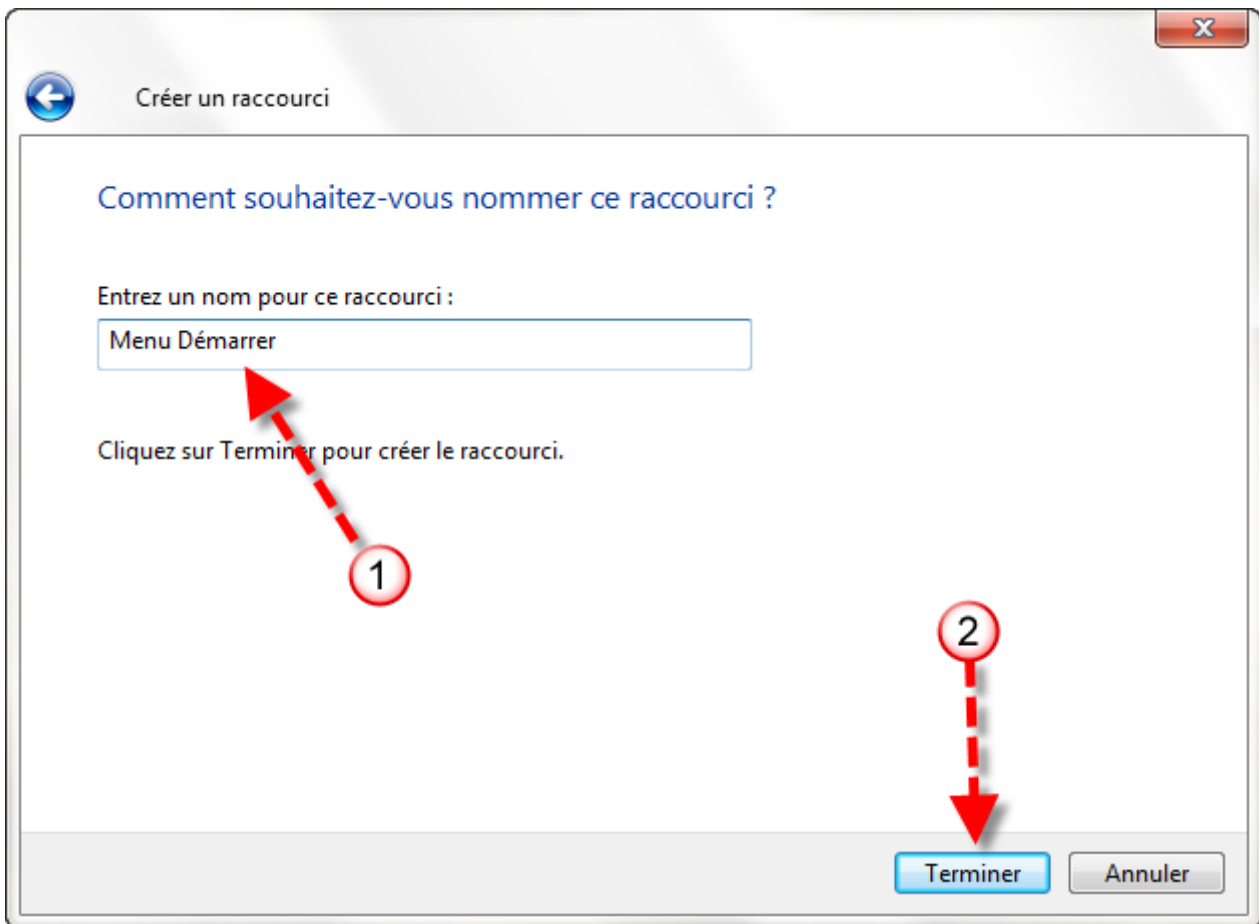 Créer un raccourci
Comment souhaitez-vous nommer ce raccourci ?
Entrez un nom pour ce raccourci :
Menu Démarrer
Cliquez sur Terminer pour créer le raccourci.
1
2
Terminer
Annuler